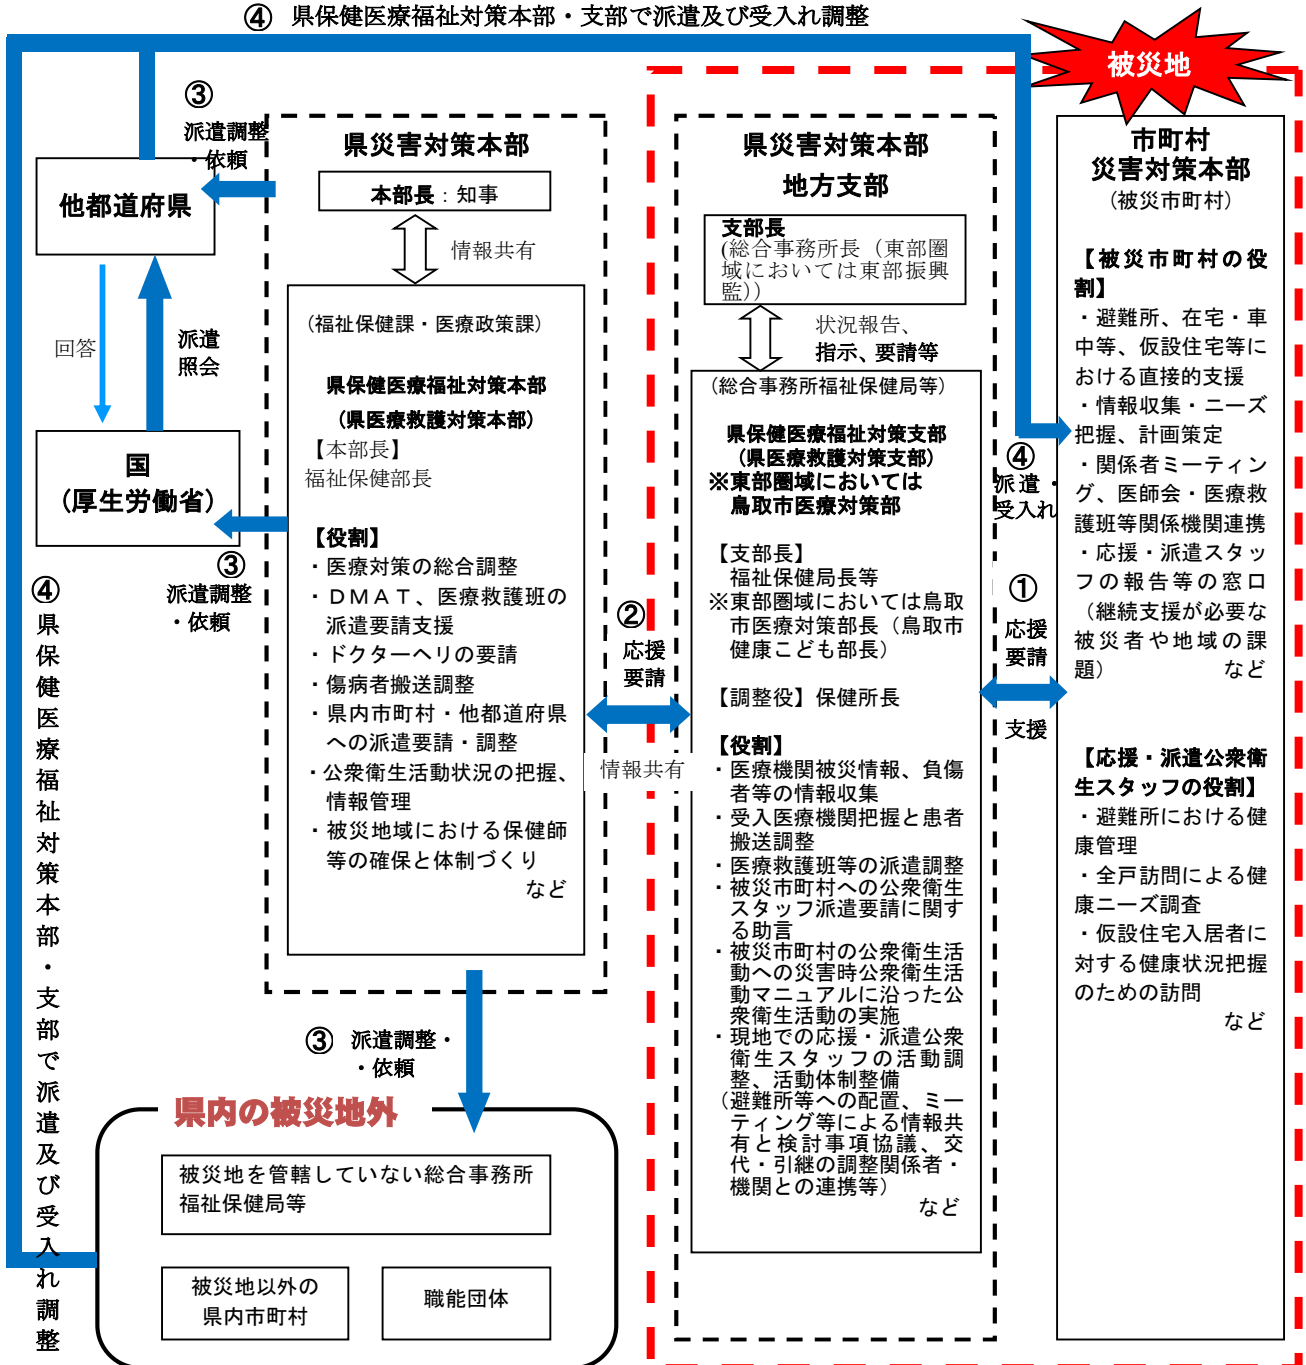 ④ 県保健医療福祉対策本部・支部で派遣及び受入れ調整
被災地
③
派遣調整
・依頼
他都道府県
回答
派遣
照会
国
（厚生労働省）
③
派遣調整
・依頼
④
県保健医療福祉対策本部・支部で派遣及び受入れ調整
県災害対策本部
本部長：知事
情報共有
(福祉保健課・医療政策課）
県保健医療福祉対策本部
（県医療救護対策本部）
【本部長】
福祉保健部長
【役割】
・医療対策の総合調整
・ＤＭＡＴ、医療救護班の
派遣要請支援
・ドクターヘリの要請
・傷病者搬送調整
・県内市町村・他都道府県
への派遣要請・調整
・公衆衛生活動状況の把握、
情報管理
・被災地域における保健師
等の確保と体制づくり
など
②
応援
要請
情報共有
③ 派遣調整・
・依頼
県内の被災地外
被災地を管轄していない総合事務所
福祉保健局等
被災地以外の
県内市町村
職能団体
県災害対策本部
地方支部
支部長
(総合事務所長（東部圏
域においては東部振興
監））
状況報告、
指示、要請等
(総合事務所福祉保健局等）
県保健医療福祉対策支部
（県医療救護対策支部）
※東部圏域においては
鳥取市医療対策部
【支部長】
福祉保健局長等
※東部圏域においては鳥取
市医療対策部長（鳥取市
健康こども部長）
【調整役】保健所長
【役割】
・医療機関被災情報、負傷
者等の情報収集
・受入医療機関把握と患者
搬送調整
・医療救護班等の派遣調整
・被災市町村への公衆衛生
スタッフ派遣要請に関す
る助言
・被災市町村の公衆衛生活
動への災害時公衆衛生活
動マニュアルに沿った公
衆衛生活動の実施
・現地での応援・派遣公衆
衛生スタッフの活動調
整、活動体制整備
（避難所等への配置、ミー
ティング等による情報共
有と検討事項協議、交
代・引継の調整関係者・
機関との連携等）
など
④
派遣・
受入れ
①
応援
要請
支援
市町村
災害対策本部
（被災市町村）
【被災市町村の役
割】
・避難所、在宅・車
中等、仮設住宅等に
おける直接的支援
・情報収集・ニーズ
把握、計画策定
・関係者ミーティン
グ、医師会・医療救
護班等関係機関連携
・応援・派遣スタッ
フの報告等の窓口
（継続支援が必要な
被災者や地域の課
題） など
【応援・派遣公衆衛
生スタッフの役割】
・避難所における健
康管理
・全戸訪問による健
康ニーズ調査
・仮設住宅入居者に
対する健康状況把握
のための訪問
など